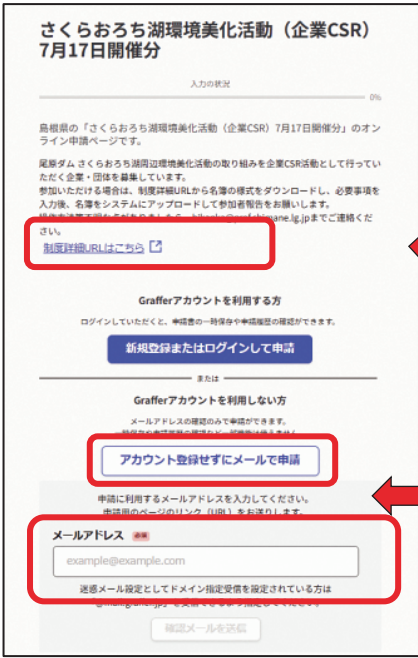 さくらおろち湖環境美化活動（企業CSR）
7月17日開催分
入力の状況
0%
島根県の「さくらおろち湖環境美化活動（企業CSR）7月17日開催分」のオン
ライン申請ページです。
尾原ダム さくらおろち湖周辺環境美化活動の取り組みを企業CSR活動として行ってい
ただく企業・団体を募集しています。
参加いただける場合は、制度詳細URLから名簿の様式をダウンロードし、必要事項を
入力後、名簿をシステムにアップロードして参加者報告をお願いします。
までご連絡くだ
さい。
制度詳細URLはこちら
Grafferアカウントを利用する方
ログインしていただくと、申請書の一時保存や申請履歴の確認ができます。
新規登録またはログインして申請
または
Grafferアカウントを利用しない方
メールアドレスの確認のみで申請ができます。
アカウント登録せずにメールで申請
申請に利用するメールアドレスを入力してください。
申請用のページのリンク（URL）をお送りします。
メールアドレス 必須
example@example.com
迷惑メール設定としてドメイン指定受信を設定されている方は
確認メールを送信